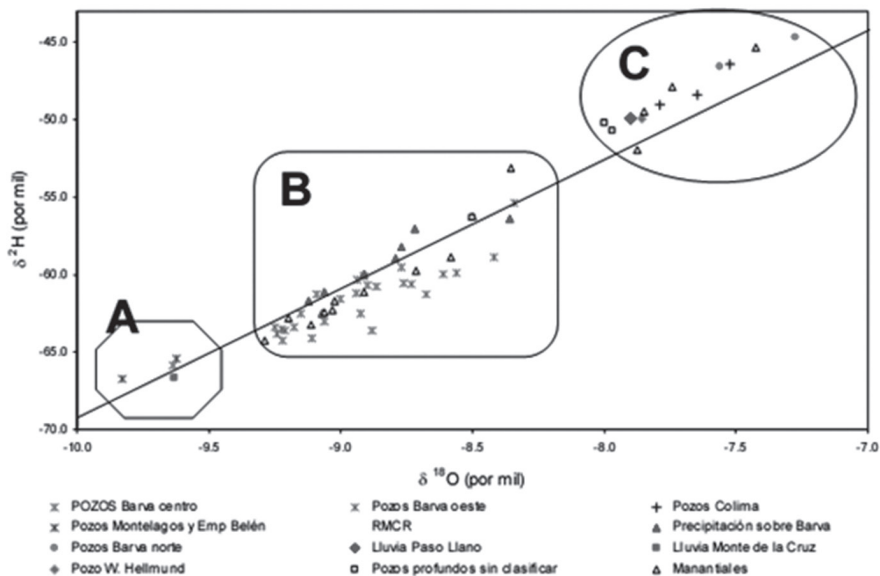 -45.0
C
-50.0
B
-55.0
δ ²H (por mil)
-60.0
A
-65.0
-70.0
-10.0 -9.5 -9.0 -8.5 -8.0 -7.5 -7.0
δ ¹⁸O (por mil)
POZOS Barva centro Pozos Barva oeste Pozos Colima
Pozos Montelagos y Emp Belén RMCR Precipitación sobre Barva
Pozos Barva norte Lluvia Paso Llano Lluvia Monte de la Cruz
Pozo W. Hellmund Pozos profundos sin clasificar Manantiales